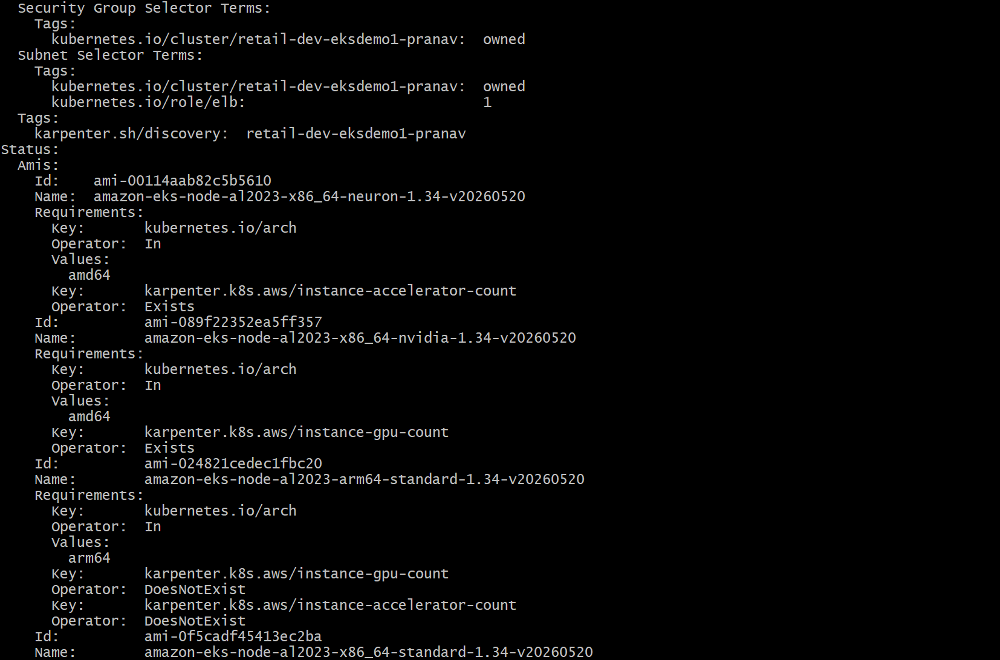 Security Group Selector Terms:
Tags:
kubernetes.io/cluster/retail-dev-eksdemo1-pranav: owned
Subnet Selector Terms:
Tags:
kubernetes.io/cluster/retail-dev-eksdemo1-pranav: owned
kubernetes.io/role/elb: 1
Tags:
karpenter.sh/discovery: retail-dev-eksdemo1-pranav
Status:
Amis:
Id: ami-00114aab82c5b5610
Name: amazon-eks-node-al2023-x86_64-neuron-1.34-v20260520
Requirements:
Key: kubernetes.io/arch
Operator: In
Values:
amd64
Key: karpenter.k8s.aws/instance-accelerator-count
Operator: Exists
Id: ami-089f22352ea5ff357
Name: amazon-eks-node-al2023-x86_64-nvidia-1.34-v20260520
Requirements:
Key: kubernetes.io/arch
Operator: In
Values:
amd64
Key: karpenter.k8s.aws/instance-gpu-count
Operator: Exists
Id: ami-024821cedec1fbc20
Name: amazon-eks-node-al2023-arm64-standard-1.34-v20260520
Requirements:
Key: kubernetes.io/arch
Operator: In
Values:
arm64
Key: karpenter.k8s.aws/instance-gpu-count
Operator: DoesNotExist
Key: karpenter.k8s.aws/instance-accelerator-count
Operator: DoesNotExist
Id: ami-0f5cadf45413ec2ba
Name: amazon-eks-node-al2023-x86_64-standard-1.34-v20260520